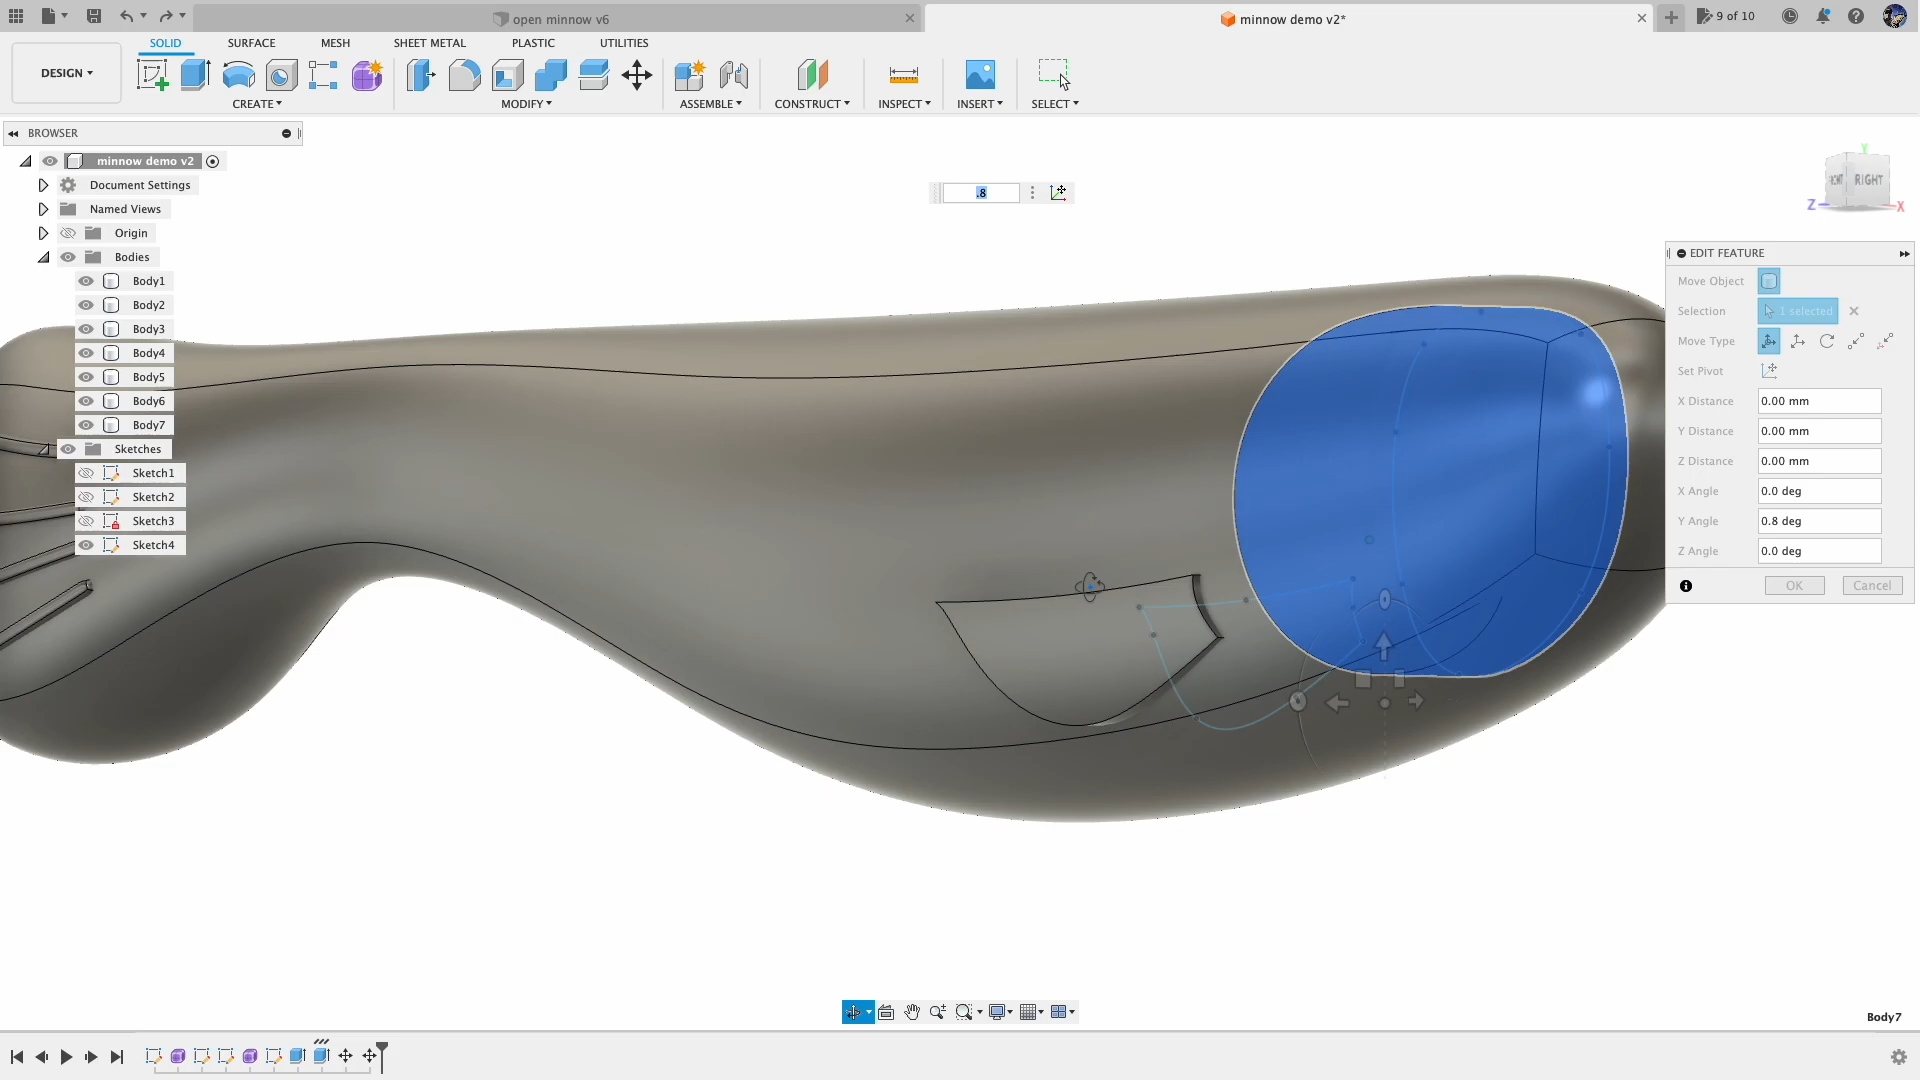 open minnow v6
minnow demo v2*
9 of 10
DESIGN
SOLID
SURFACE
MESH
SHEET METAL
PLASTIC
UTILITIES
CREATE
MODIFY
ASSEMBLE
CONSTRUCT
INSPECT
INSERT
SELECT
BROWSER
minnow demo v2
Document Settings
Named Views
Origin
Bodies
Body1
Body2
Body3
Body4
Body5
Body6
Body7
Sketches
Sketch1
Sketch2
Sketch3
Sketch4
.8
Y
RIGHT
Z
X
EDIT FEATURE
Move Object
Selection
1 selected
Move Type
Set Pivot
X Distance
0.00 mm
Y Distance
0.00 mm
Z Distance
0.00 mm
X Angle
0.0 deg
Y Angle
0.8 deg
Z Angle
0.0 deg
OK
Cancel
Body7